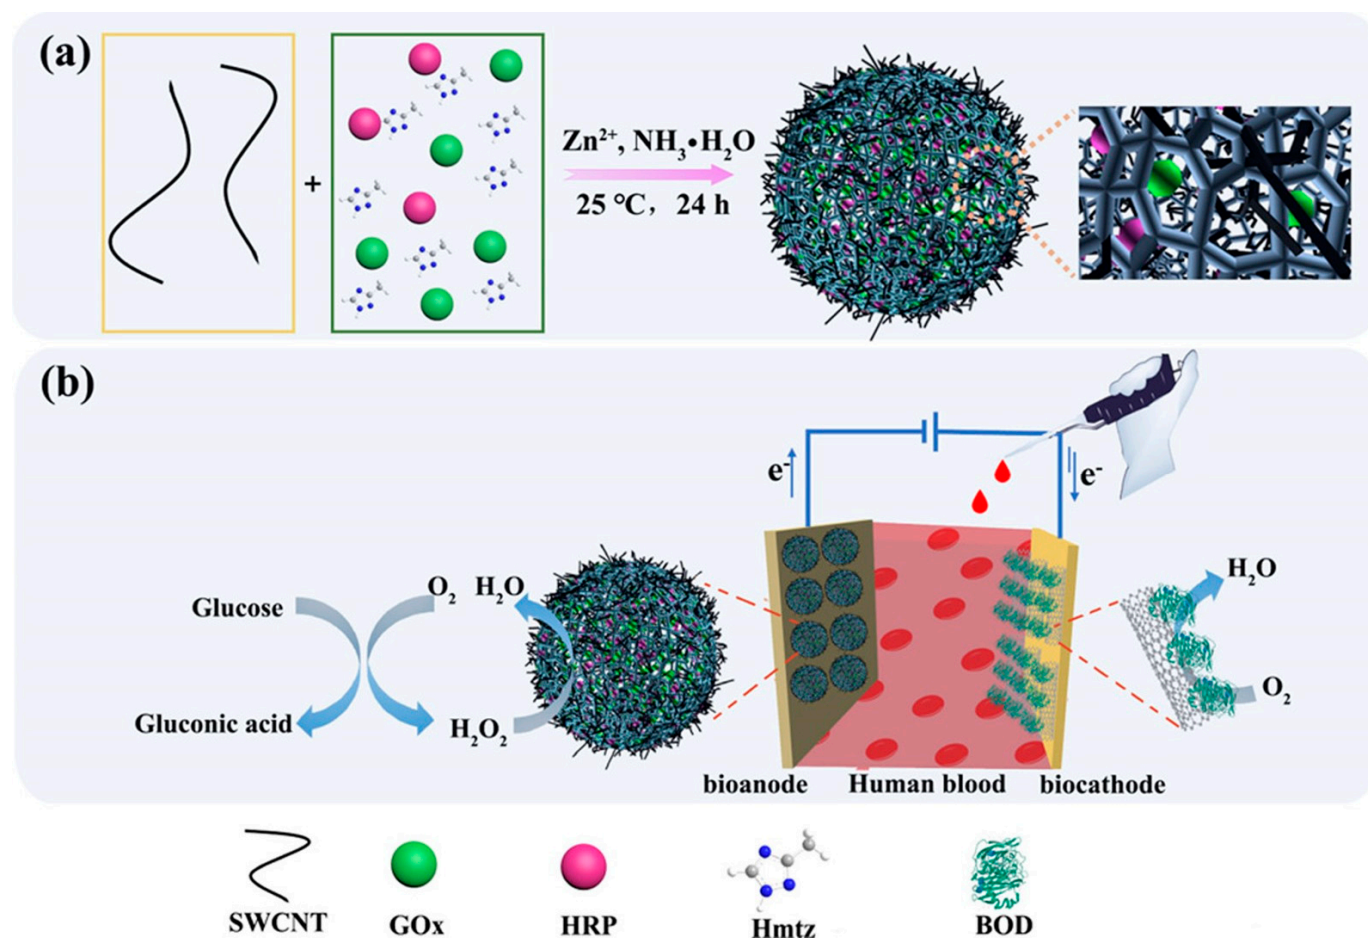 (a)
+
Zn²⁺, NH₃•H₂O
25 ℃, 24 h
(b)
e⁻
e⁻
Glucose
O₂
H₂O
Gluconic acid
H₂O₂
H₂O
O₂
bioanode
Human blood
biocathode
SWCNT
GOx
HRP
Hmtz
BOD